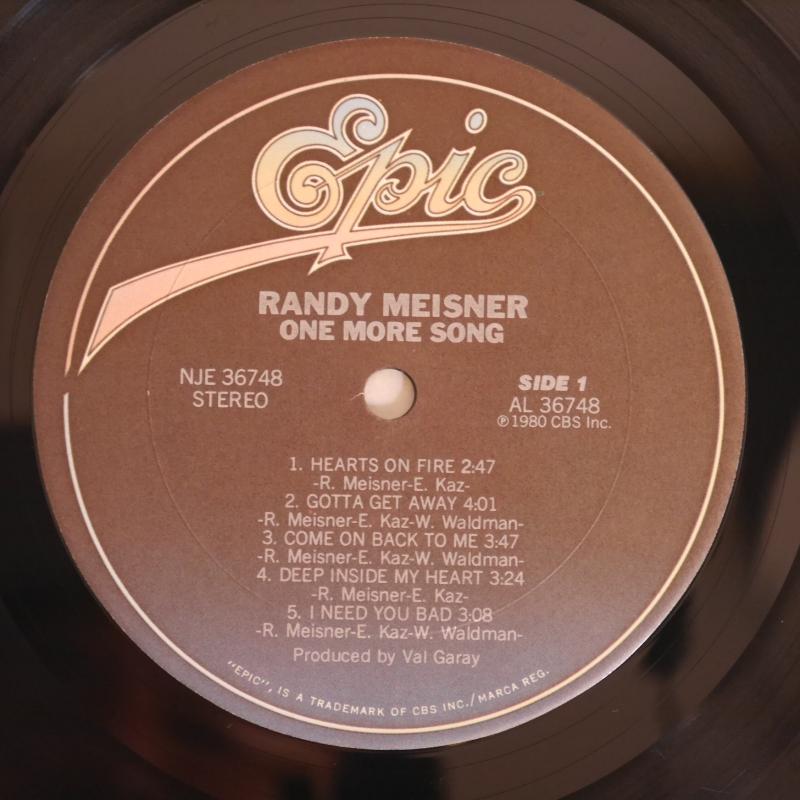 Epic
RANDY MEISNER
ONE MORE SONG
NJE 36748
STEREO
SIDE 1
AL 36748
℗ 1980 CBS Inc.
1. HEARTS ON FIRE 2:47
-R. Meisner-E. Kaz-
2. GOTTA GET AWAY 4:01
-R. Meisner-E. Kaz-W. Waldman-
3. COME ON BACK TO ME 3:47
-R. Meisner-E. Kaz-W. Waldman-
4. DEEP INSIDE MY HEART 3:24
-R. Meisner-E. Kaz-
5. I NEED YOU BAD 3:08
-R. Meisner-E. Kaz-W. Waldman-
Produced by Val Garay
"EPIC", IS A TRADEMARK OF CBS INC./MARCA REG.